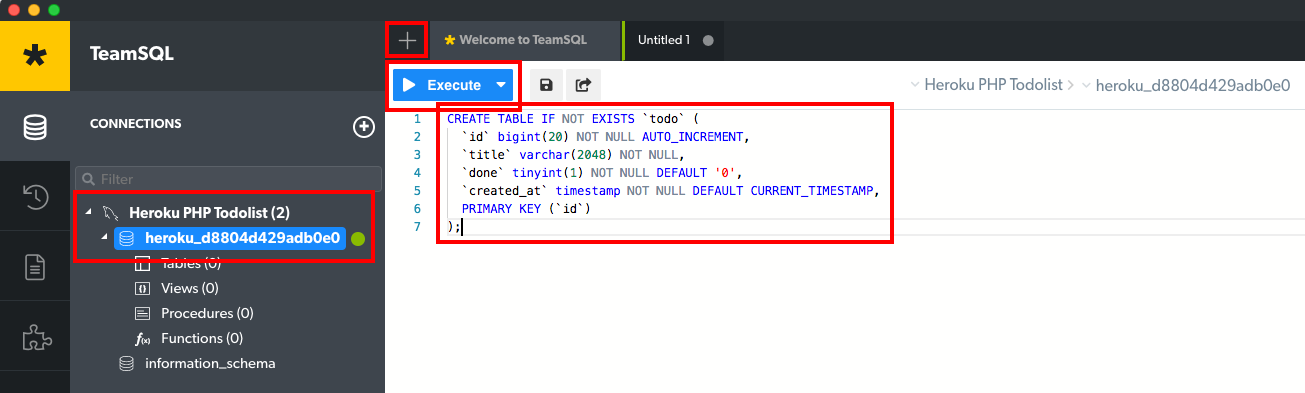 TeamSQL
CONNECTIONS
Filter
Heroku PHP Todolist (2)
heroku_d8804d429adb0e0
Tables (0)
Views (0)
Procedures (0)
f(x) Functions (0)
information_schema
Welcome to TeamSQL
Untitled 1
Execute
Heroku PHP Todolist
heroku_d8804d429adb0e0
1 CREATE TABLE IF NOT EXISTS `todo` (
2 `id` bigint(20) NOT NULL AUTO_INCREMENT,
3 `title` varchar(2048) NOT NULL,
4 `done` tinyint(1) NOT NULL DEFAULT '0',
5 `created_at` timestamp NOT NULL DEFAULT CURRENT_TIMESTAMP,
6 PRIMARY KEY (`id`)
7 );